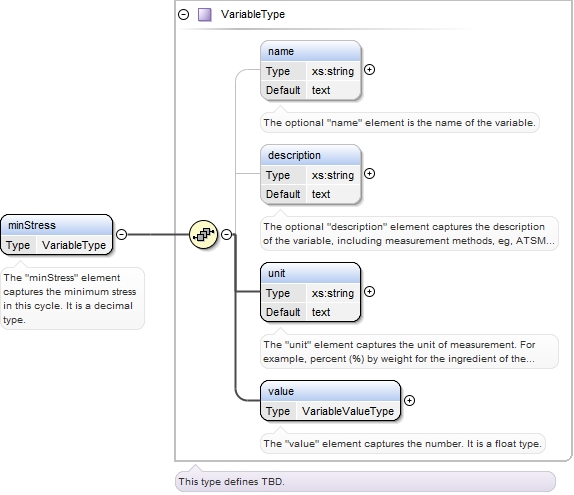 VariableType
name
Type xs:string
Default text
The optional "name" element is the name of the variable.
description
Type xs:string
Default text
The optional "description" element captures the description
of the variable, including measurement methods, eg, ATSM...
minStress
Type VariableType
The "minStress" element
captures the minimum stress
in this cycle. It is a decimal
type.
unit
Type xs:string
Default text
The "unit" element captures the unit of measurement. For
example, percent (%) by weight for the ingredient of the...
value
Type VariableValueType
The "value" element captures the number. It is a float type.
This type defines TBD.